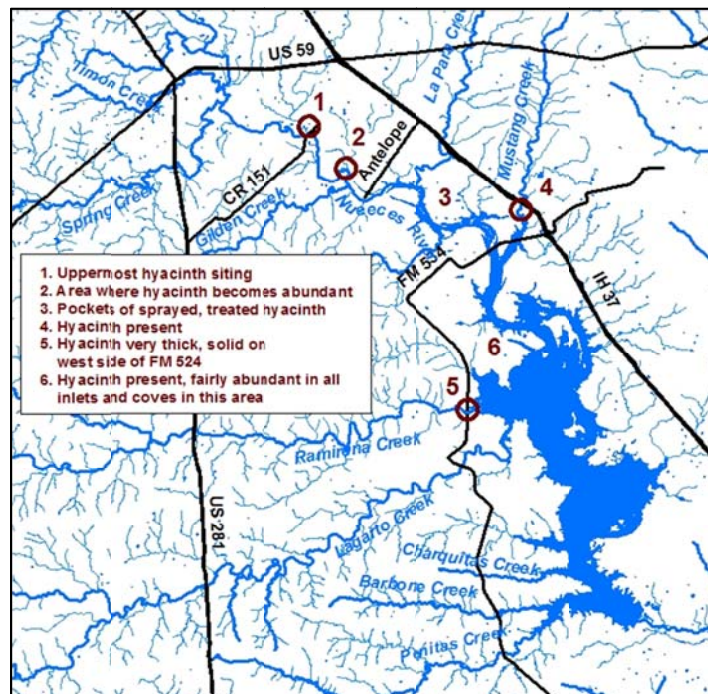 US 59
Timon Creek
La Para Creek
Mustang Creek
1
2
Antelope
CR 151
3
4
Spring Creek
Gilden Creek
Nueces River
FM 534
IH 37
1. Uppermost hyacinth siting
2. Area where hyacinth becomes abundant
3. Pockets of sprayed, treated hyacinth
4. Hyacinth present
5. Hyacinth very thick, solid on
west side of FM 524
6. Hyacinth present, fairly abundant in all
inlets and coves in this area
6
5
Ramirena Creek
US 281
Lagarto Creek
Charquitas Creek
Barbone Creek
Penitas Creek